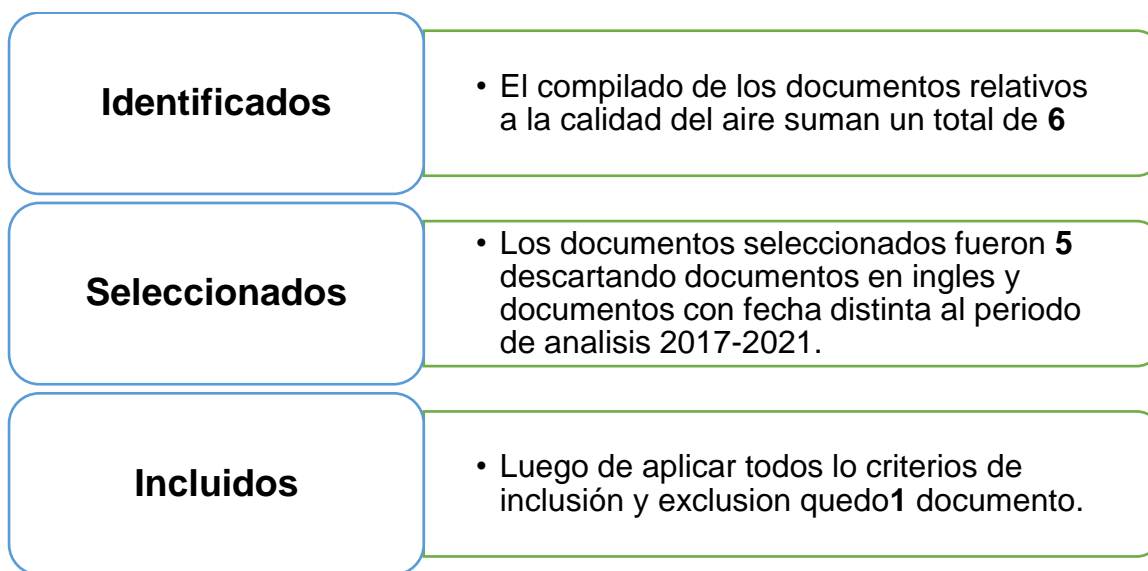 Identificados
• El compilado de los documentos relativos
a la calidad del aire suman un total de 6
Seleccionados
• Los documentos seleccionados fueron 5
descartando documentos en ingles y
documentos con fecha distinta al periodo
de analisis 2017-2021.
Incluidos
• Luego de aplicar todos lo criterios de
inclusión y exclusion quedo1 documento.